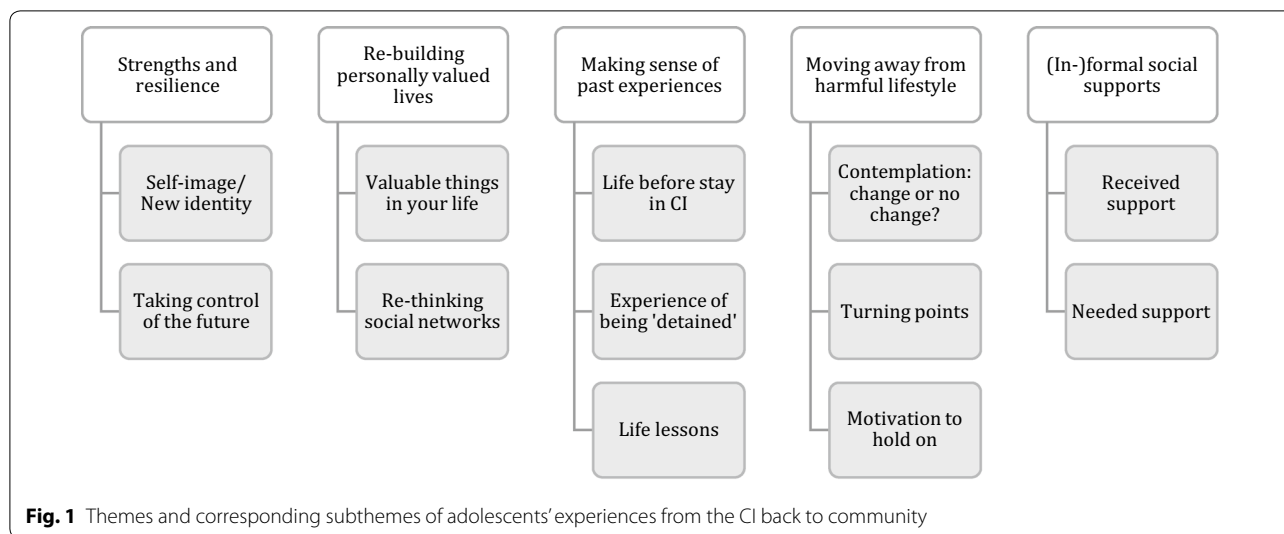 Strengths and
resilience
Self-image/
New identity
Taking control
of the future
Re-building
personally valued
lives
Valuable things
in your life
Re-thinking
social networks
Making sense of
past experiences
Life before stay
in CI
Experience of
being 'detained'
Life lessons
Moving away from
harmful lifestyle
Contemplation:
change or no
change?
Turning points
Motivation to
hold on
(In-)formal social
supports
Received
support
Needed support
Fig. 1 Themes and corresponding subthemes of adolescents’ experiences from the CI back to community